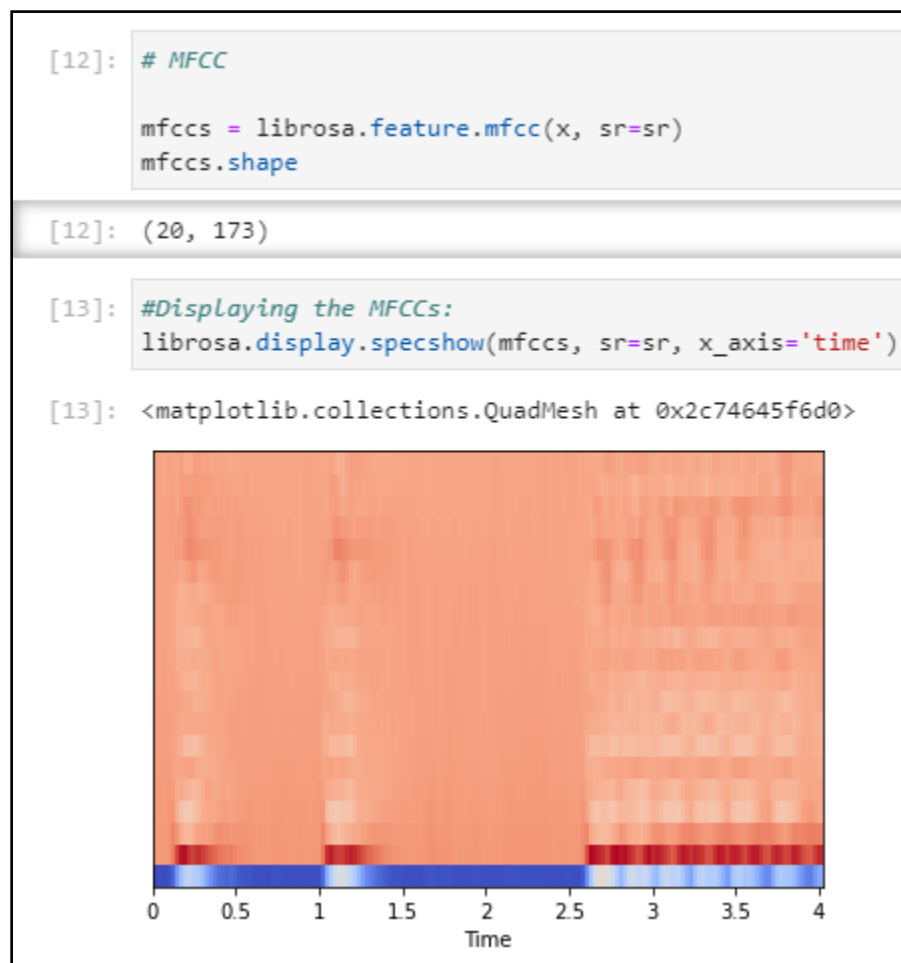 [12]: # MFCC
mfccs = librosa.feature.mfcc(x, sr=sr)
mfccs.shape
[12]: (20, 173)
[13]: #Displaying the MFCCs:
librosa.display.specshow(mfccs, sr=sr, x_axis='time')
[13]: <matplotlib.collections.QuadMesh at 0x2c74645f6d0>
0 0.5 1 1.5 2 2.5 3 3.5 4
Time